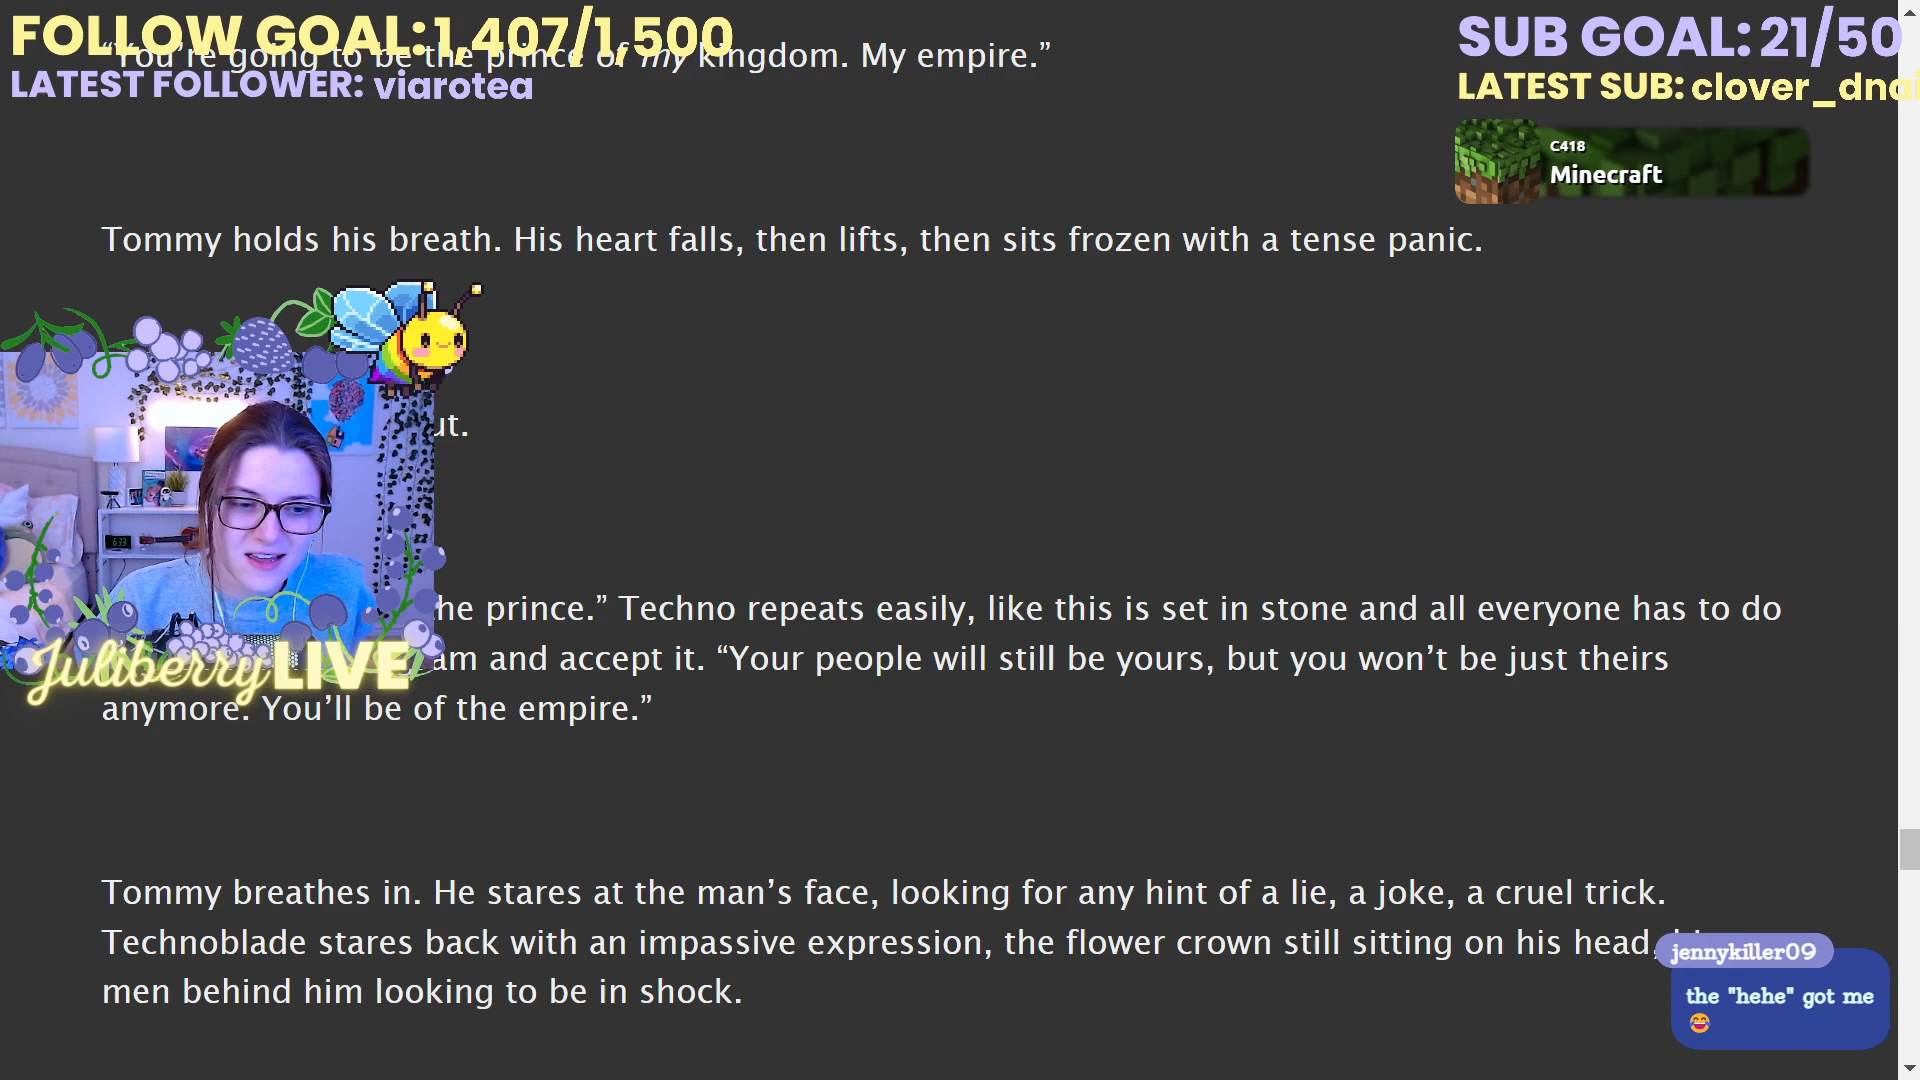 FOLLOW GOAL: 1,407/1,500
"You're going to be the prince of my kingdom. My empire."
LATEST FOLLOWER: viarotea
SUB GOAL: 21/50
LATEST SUB: clover_dnai
C418
Minecraft
Tommy holds his breath. His heart falls, then lifts, then sits frozen with a tense panic.
ut.
he prince.” Techno repeats easily, like this is set in stone and all everyone has to do
am and accept it. “Your people will still be yours, but you won’t be just theirs
anymore. You’ll be of the empire.”
6:33
Juliberry LIVE
Tommy breathes in. He stares at the man’s face, looking for any hint of a lie, a joke, a cruel trick.
Technoblade stares back with an impassive expression, the flower crown still sitting on his head,
men behind him looking to be in shock.
jennykiller09
the "hehe" got me
😂